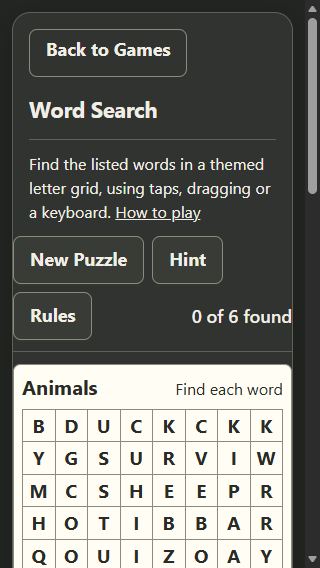 Back to Games
Word Search
Find the listed words in a themed
letter grid, using taps, dragging or
a keyboard. How to play
New Puzzle Hint
Rules 0 of 6 found
Animals Find each word
B D U C K C K K
Y G S U R V I W
M C S H E E P R
H O T I B B A R
Q O U I Z O A Y